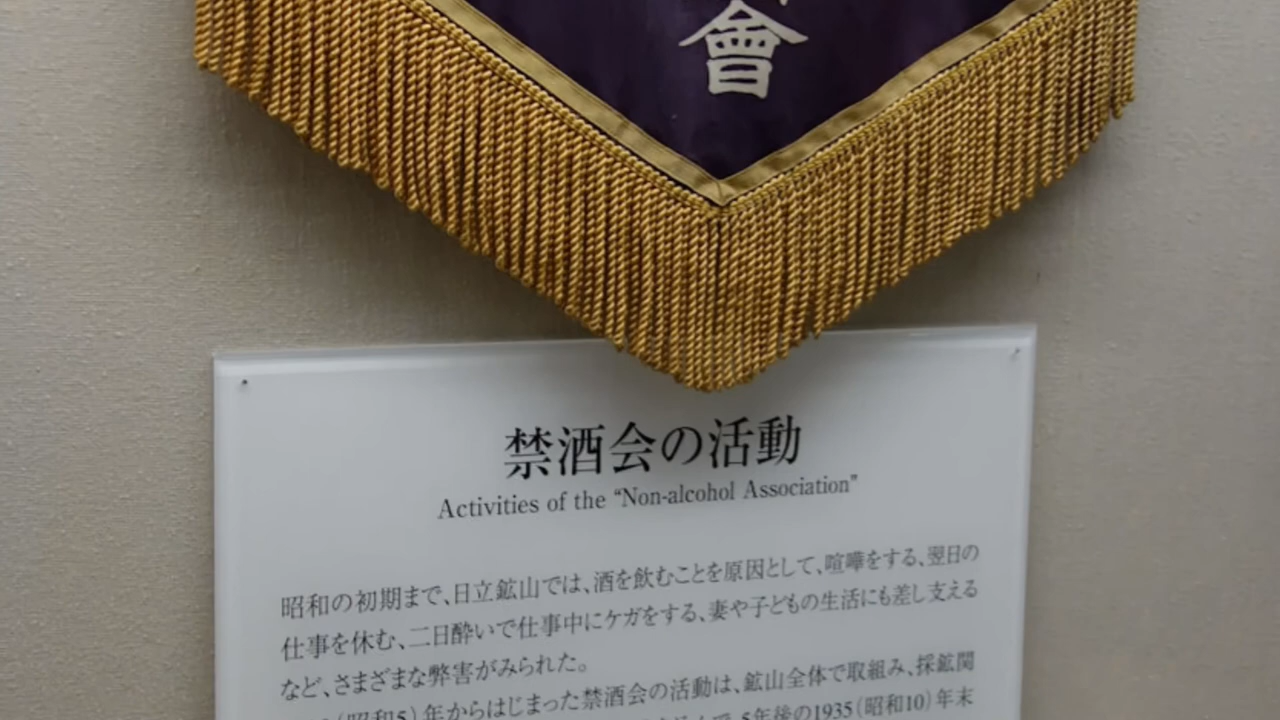 會
禁酒会の活動
Activities of the “Non-alcohol Association”
昭和の初期まで、日立鉱山では、酒を飲むことを原因として、喧嘩をする、翌日の
仕事を休む、二日酔いで仕事中にケガをする、妻や子どもの生活にも差し支える
など、さまざまな弊害がみられた。
（昭和5）年からはじまった禁酒会の活動は、鉱山全体で取組み、採鉱関
5年後の1935（昭和10）年末